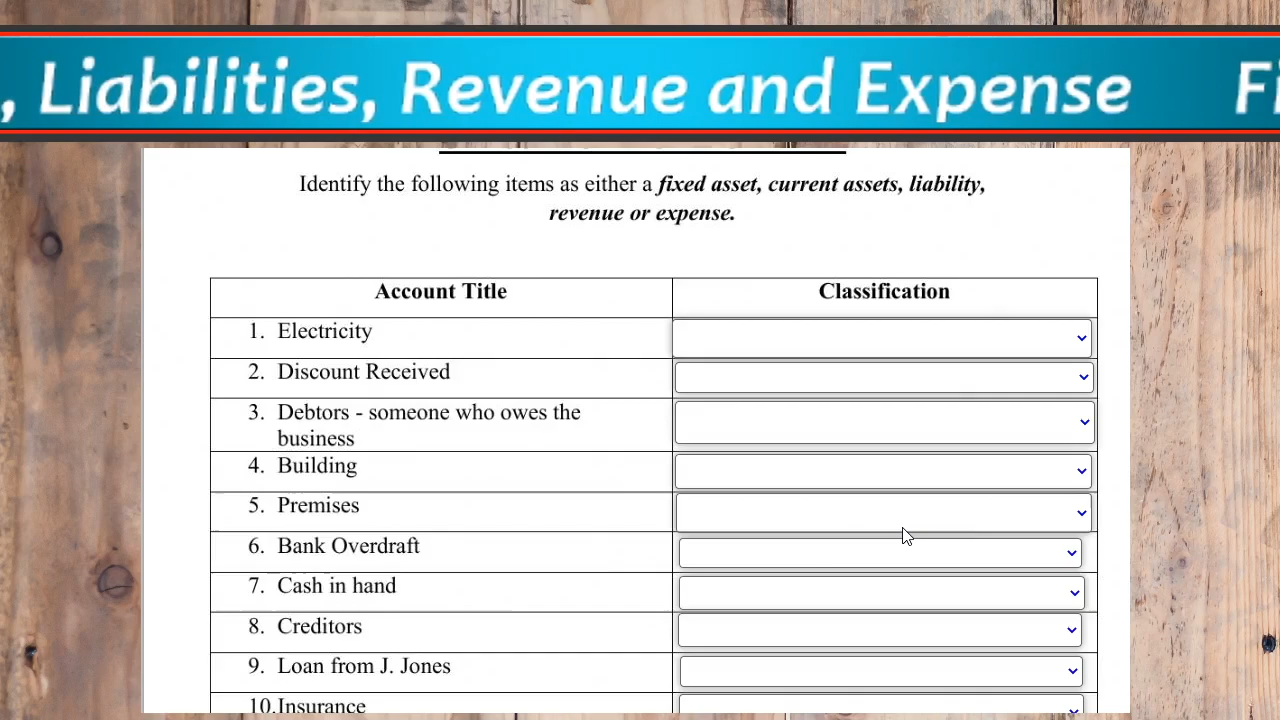 , Liabilities, Revenue and Expense
Identify the following items as either a fixed asset, current assets, liability,
revenue or expense.
Account Title
Classification
1. Electricity
2. Discount Received
3. Debtors - someone who owes the
business
4. Building
5. Premises
6. Bank Overdraft
7. Cash in hand
8. Creditors
9. Loan from J. Jones
10.Insurance